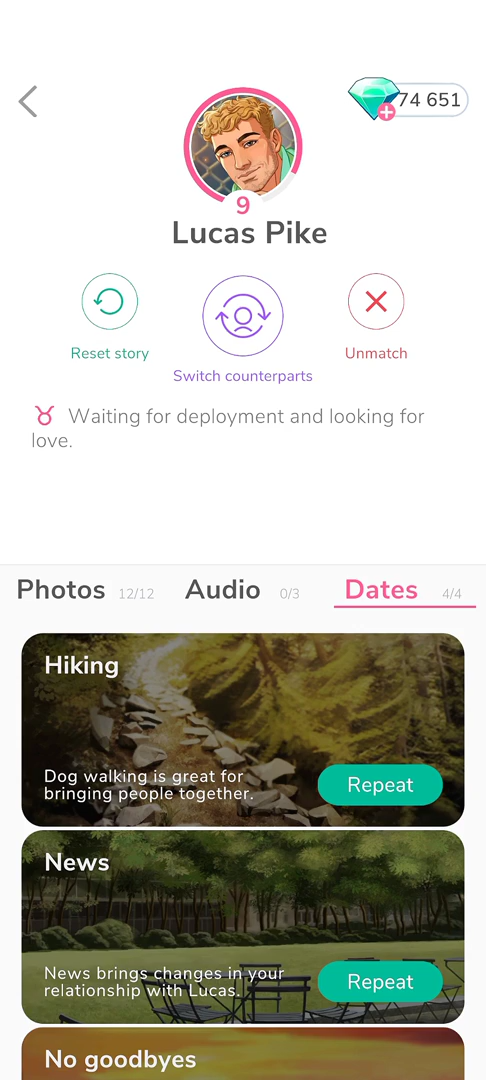 74 651
9
Lucas Pike
Reset story
Switch counterparts
Unmatch
♉ Waiting for deployment and looking for
love.
Photos 12/12 Audio 0/3 Dates 4/4
Hiking
Dog walking is great for
bringing people together.
Repeat
News
News brings changes in your
relationship with Lucas.
Repeat
No goodbyes